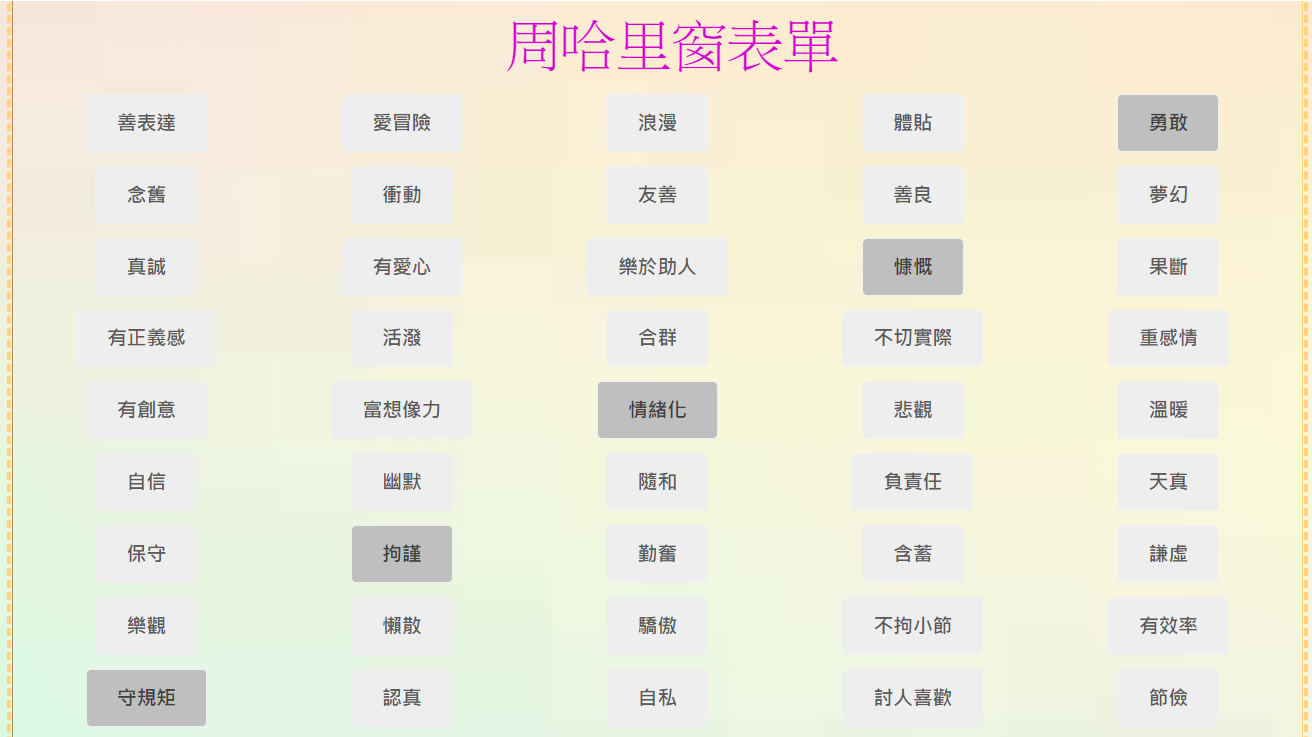 周哈里窗表單
善表達 愛冒險 浪漫 體貼 勇敢
念舊 衝動 友善 善良 夢幻
真誠 有愛心 樂於助人 慷慨 果斷
有正義感 活潑 合群 不切實際 重感情
有創意 富想像力 情緒化 悲觀 溫暖
自信 幽默 隨和 負責任 天真
保守 拘謹 勤奮 含蓄 謙虛
樂觀 懶散 驕傲 不拘小節 有效率
守規矩 認真 自私 討人喜歡 節儉